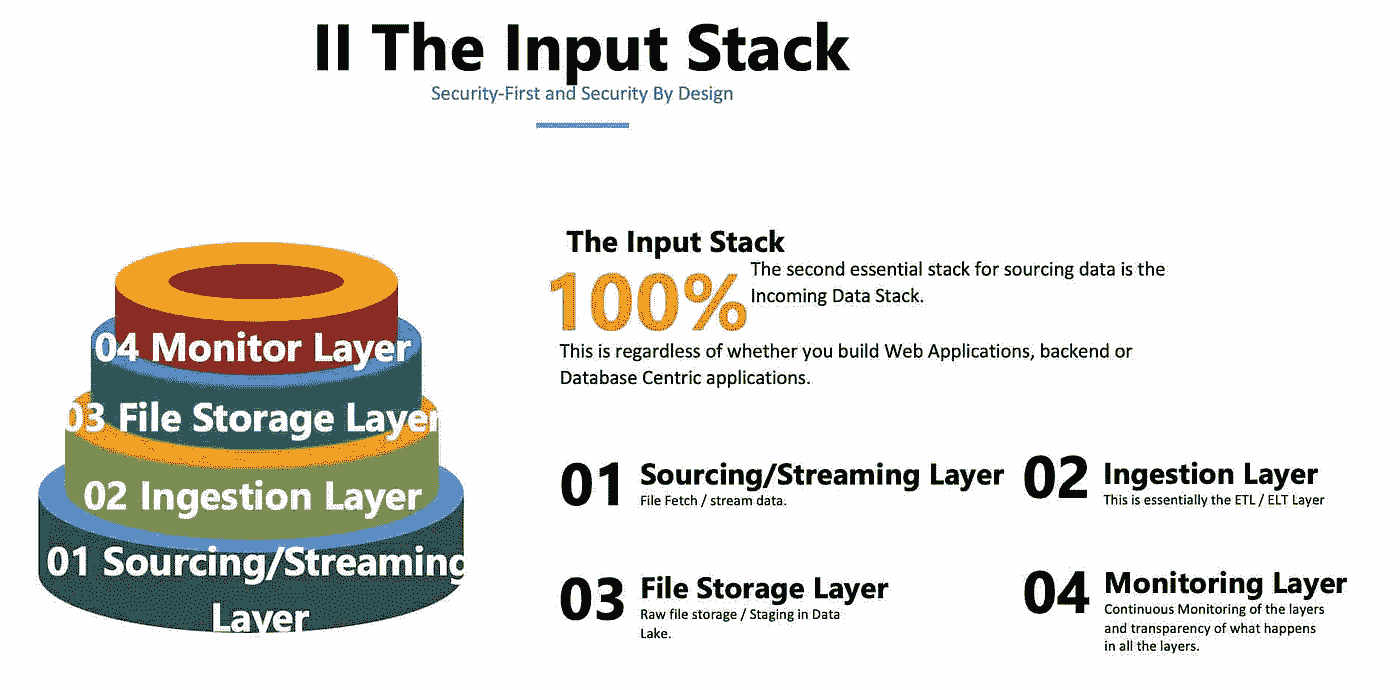 II The Input Stack
Security-First and Security By Design
04 Monitor Layer
03 File Storage Layer
02 Ingestion Layer
01 Sourcing/Streaming
Layer
The Input Stack
100%
The second essential stack for sourcing data is the
Incoming Data Stack.
This is regardless of whether you build Web Applications, backend or
Database Centric applications.
01
Sourcing/Streaming Layer
File Fetch / stream data.
02
Ingestion Layer
This is essentially the ETL / ELT Layer
03
File Storage Layer
Raw file storage / Staging in Data
Lake.
04
Monitoring Layer
Continuous Monitoring of the layers
and transparency of what happens
in all the layers.